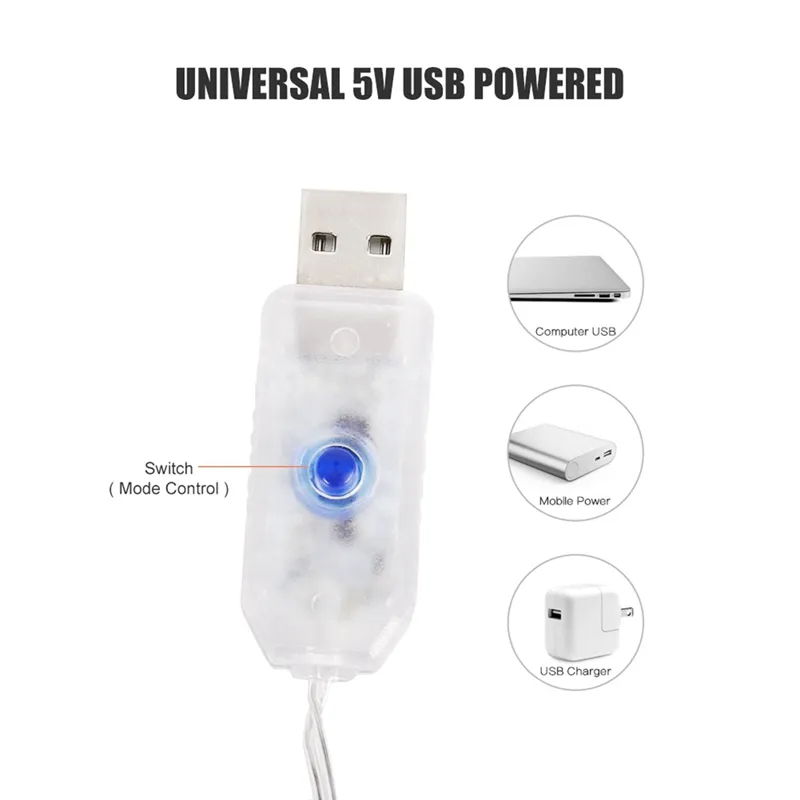 UNIVERSAL 5V USB POWERED
Computer USB
Switch
( Mode Control )
Mobile Power
USB Charger